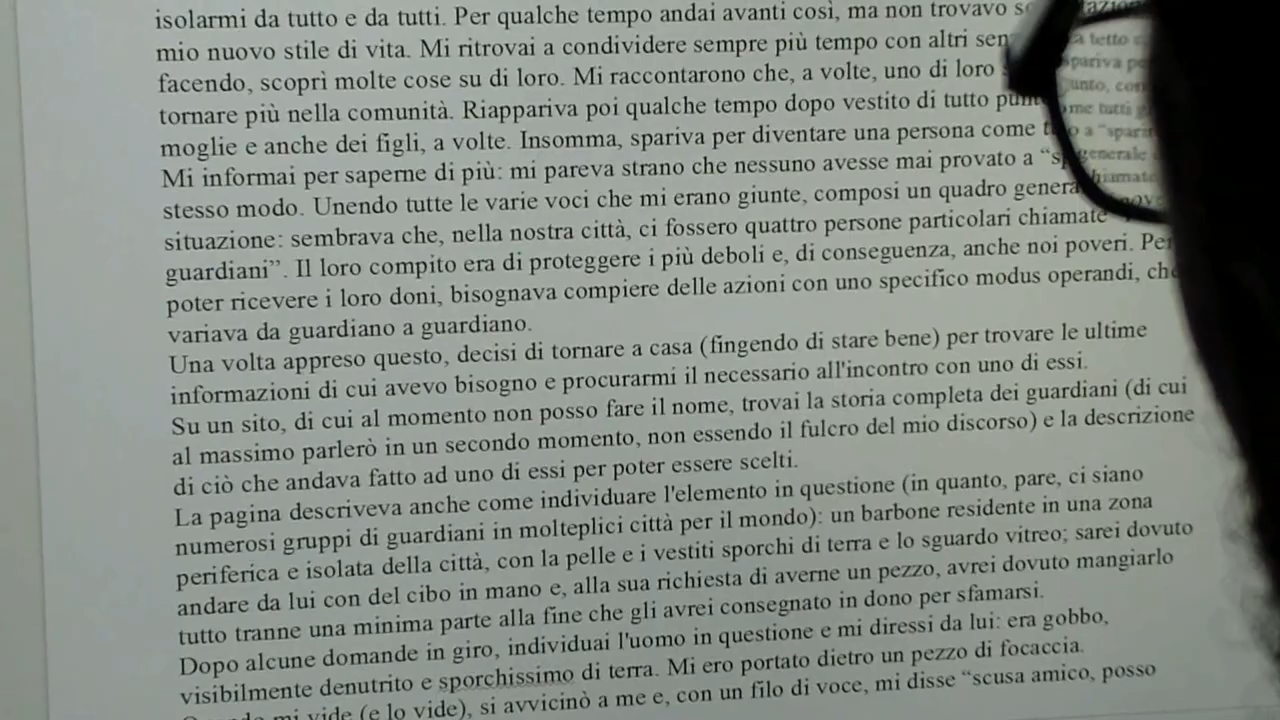 isolarmi da tutto e da tutti. Per qualche tempo andai avanti così, ma non trovavo
mio nuovo stile di vita. Mi ritrovai a condividere sempre più tempo con altri
facendo, scoprì molte cose su di loro. Mi raccontarono che, a volte, uno di loro
tornare più nella comunità. Riappariva poi qualche tempo dopo vestito di tutto
moglie e anche dei figli, a volte. Insomma, spariva per diventare una persona come
Mi informai per saperne di più: mi pareva strano che nessuno avesse mai provato a
stesso modo. Unendo tutte le varie voci che mi erano giunte, composi un quadro
situazione: sembrava che, nella nostra città, ci fossero quattro persone particolari chiamate
guardiani”. Il loro compito era di proteggere i più deboli e, di conseguenza, anche noi poveri. Per
poter ricevere i loro doni, bisognava compiere delle azioni con uno specifico modus operandi, che
variava da guardiano a guardiano.
Una volta appreso questo, decisi di tornare a casa (fingendo di stare bene) per trovare le ultime
informazioni di cui avevo bisogno e procurarmi il necessario all'incontro con uno di essi.
Su un sito, di cui al momento non posso fare il nome, trovai la storia completa dei guardiani (di cui
al massimo parlerò in un secondo momento, non essendo il fulcro del mio discorso) e la descrizione
di ciò che andava fatto ad uno di essi per poter essere scelti.
La pagina descriveva anche come individuare l'elemento in questione (in quanto, pare, ci siano
numerosi gruppi di guardiani in molteplici città per il mondo): un barbone residente in una zona
periferica e isolata della città, con la pelle e i vestiti sporchi di terra e lo sguardo vitreo; sarei dovuto
andare da lui con del cibo in mano e, alla sua richiesta di averne un pezzo, avrei dovuto mangiarlo
tutto tranne una minima parte alla fine che gli avrei consegnato in dono per sfamarsi.
Dopo alcune domande in giro, individuai l'uomo in questione e mi diressi da lui: era gobbo,
visibilmente denutrito e sporchissimo di terra. Mi ero portato dietro un pezzo di focaccia.
mi vide (e lo vide), si avvicinò a me e, con un filo di voce, mi disse “scusa amico, posso